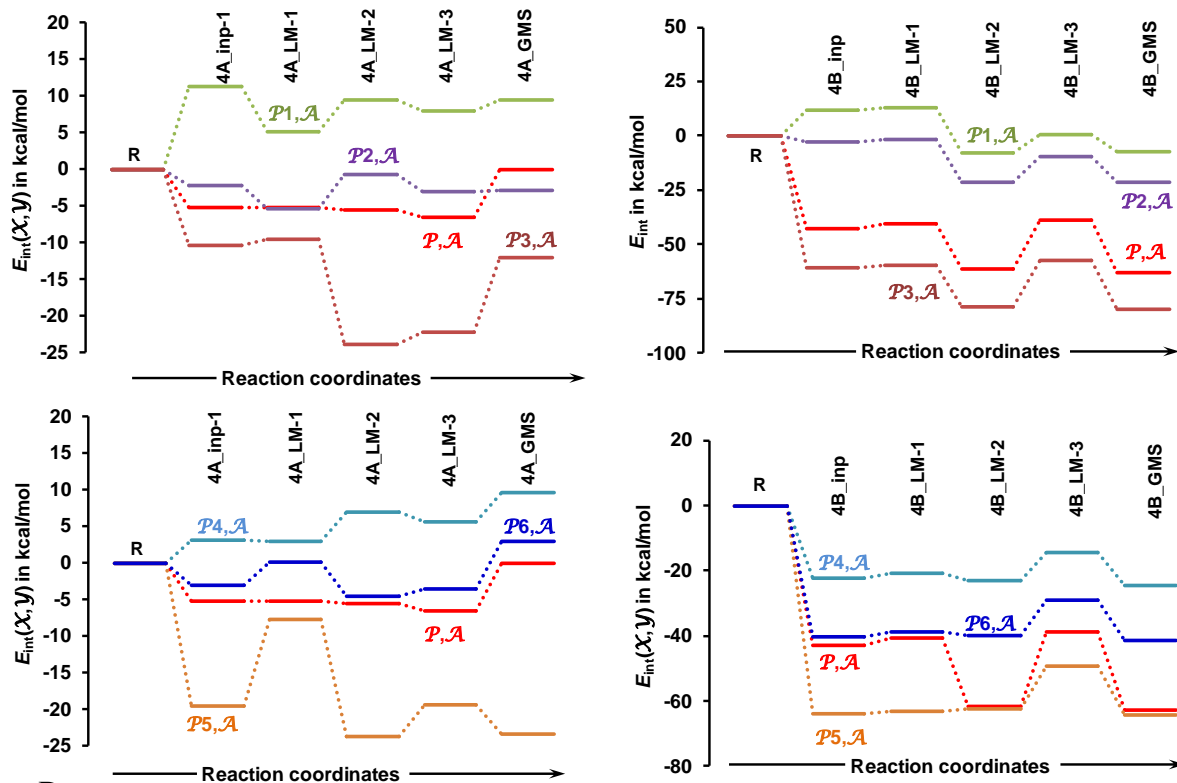 20
15
10
5
0
-5
-10
-15
-20
-25
E_int(𝒳,𝒴) in kcal/mol
4A_inp-1
4A_LM-1
4A_LM-2
4A_LM-3
4A_GMS
R
𝒫1,𝒜
𝒫2,𝒜
𝒫,𝒜
𝒫3,𝒜
Reaction coordinates
50
25
0
-25
-50
-75
-100
E_int in kcal/mol
4B_inp
4B_LM-1
4B_LM-2
4B_LM-3
4B_GMS
R
𝒫1,𝒜
𝒫2,𝒜
𝒫,𝒜
𝒫3,𝒜
Reaction coordinates
20
15
10
5
0
-5
-10
-15
-20
-25
E_int(𝒳,𝒴) in kcal/mol
4A_inp-1
4A_LM-1
4A_LM-2
4A_LM-3
4A_GMS
R
𝒫4,𝒜
𝒫6,𝒜
𝒫,𝒜
𝒫5,𝒜
Reaction coordinates
20
0
-20
-40
-60
-80
E_int(𝒳,𝒴) in kcal/mol
4B_inp
4B_LM-1
4B_LM-2
4B_LM-3
4B_GMS
R
𝒫4,𝒜
𝒫6,𝒜
𝒫,𝒜
𝒫5,𝒜
Reaction coordinates